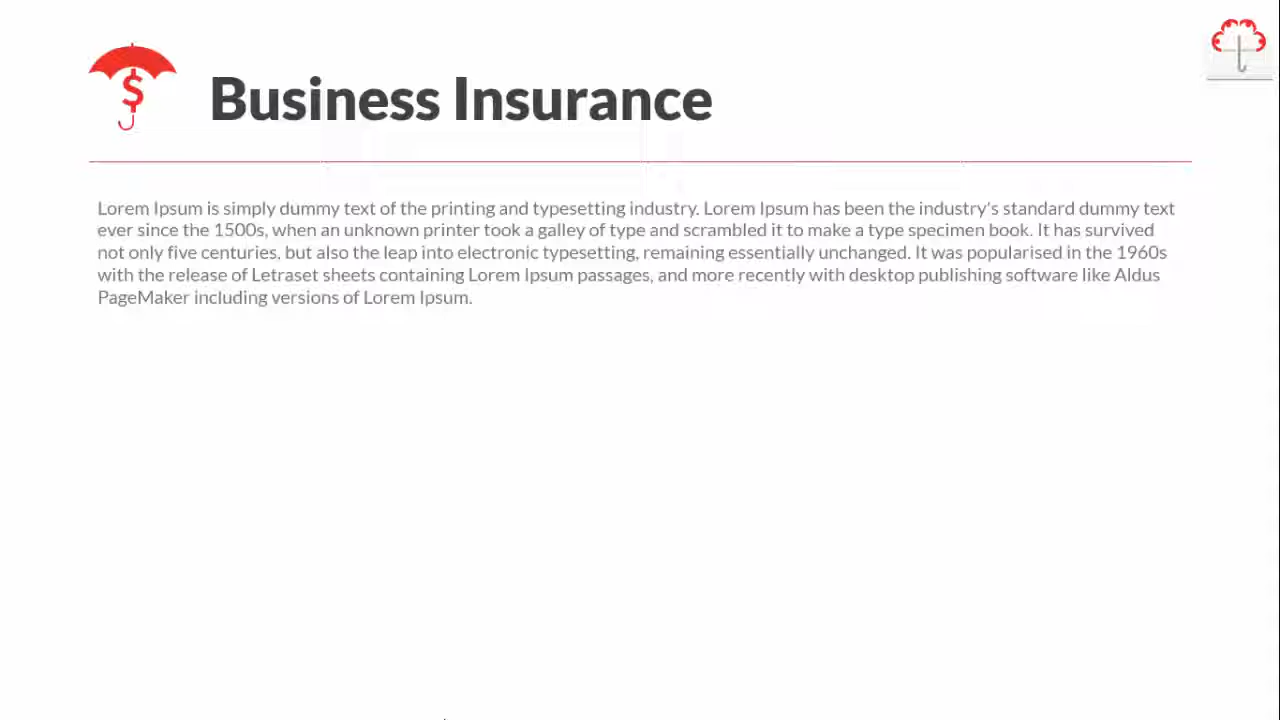 $
Business Insurance
Lorem Ipsum is simply dummy text of the printing and typesetting industry. Lorem Ipsum has been the industry's standard dummy text
ever since the 1500s, when an unknown printer took a galley of type and scrambled it to make a type specimen book. It has survived
not only five centuries, but also the leap into electronic typesetting, remaining essentially unchanged. It was popularised in the 1960s
with the release of Letraset sheets containing Lorem Ipsum passages, and more recently with desktop publishing software like Aldus
PageMaker including versions of Lorem Ipsum.